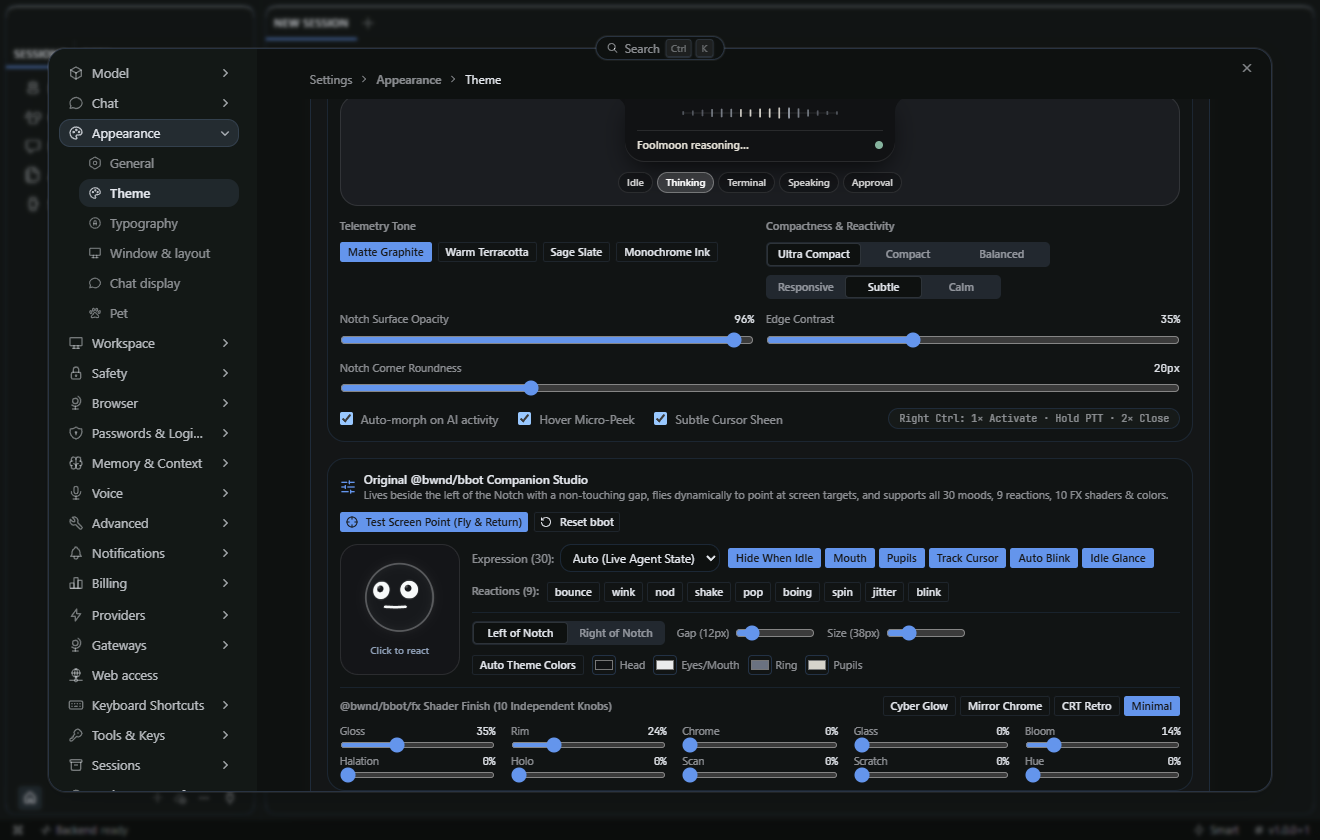 NEW SESSION
Search Ctrl K
SESSION
Settings > Appearance > Theme
Model
Chat
Appearance
General
Theme
Typography
Window & layout
Chat display
Pet
Workspace
Safety
Browser
Passwords & Logi...
Memory & Context
Voice
Advanced
Notifications
Billing
Providers
Gateways
Web access
Keyboard Shortcuts
Tools & Keys
Sessions
Foolmoon reasoning...
Idle Thinking Terminal Speaking Approval
Telemetry Tone
Matte Graphite Warm Terracotta Sage Slate Monochrome Ink
Compactness & Reactivity
Ultra Compact Compact Balanced
Responsive Subtle Calm
Notch Surface Opacity 96% Edge Contrast 35%
Notch Corner Roundness 20px
Auto-morph on AI activity Hover Micro-Peek Subtle Cursor Sheen Right Ctrl: 1× Activate · Hold PTT · 2× Close
Original @bwnd/bbot Companion Studio
Lives beside the left of the Notch with a non-touching gap, flies dynamically to point at screen targets, and supports all 30 moods, 9 reactions, 10 FX shaders & colors.
Test Screen Point (Fly & Return) Reset bbot
Click to react
Expression (30): Auto (Live Agent State) Hide When Idle Mouth Pupils Track Cursor Auto Blink Idle Glance
Reactions (9): bounce wink nod shake pop boing spin jitter blink
Left of Notch Right of Notch Gap (12px) Size (38px)
Auto Theme Colors Head Eyes/Mouth Ring Pupils
@bwnd/bbot/fx Shader Finish (10 Independent Knobs) Cyber Glow Mirror Chrome CRT Retro Minimal
Gloss 35% Rim 24% Chrome 0% Glass 0% Bloom 14%
Halation 0% Holo 0% Scan 0% Scratch 0% Hue 0%
Backend ready